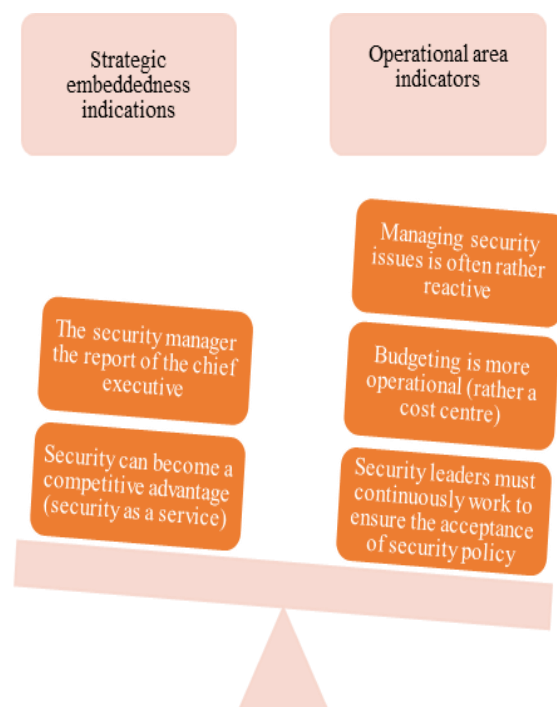 Strategic
embeddedness
indications
Operational area
indicators
Managing security
issues is often rather
reactive
The security manager
the report of the chief
executive
Budgeting is more
operational (rather a
cost centre)
Security can become a
competitive advantage
(security as a service)
Security leaders must
continuously work to
ensure the acceptance
of security policy